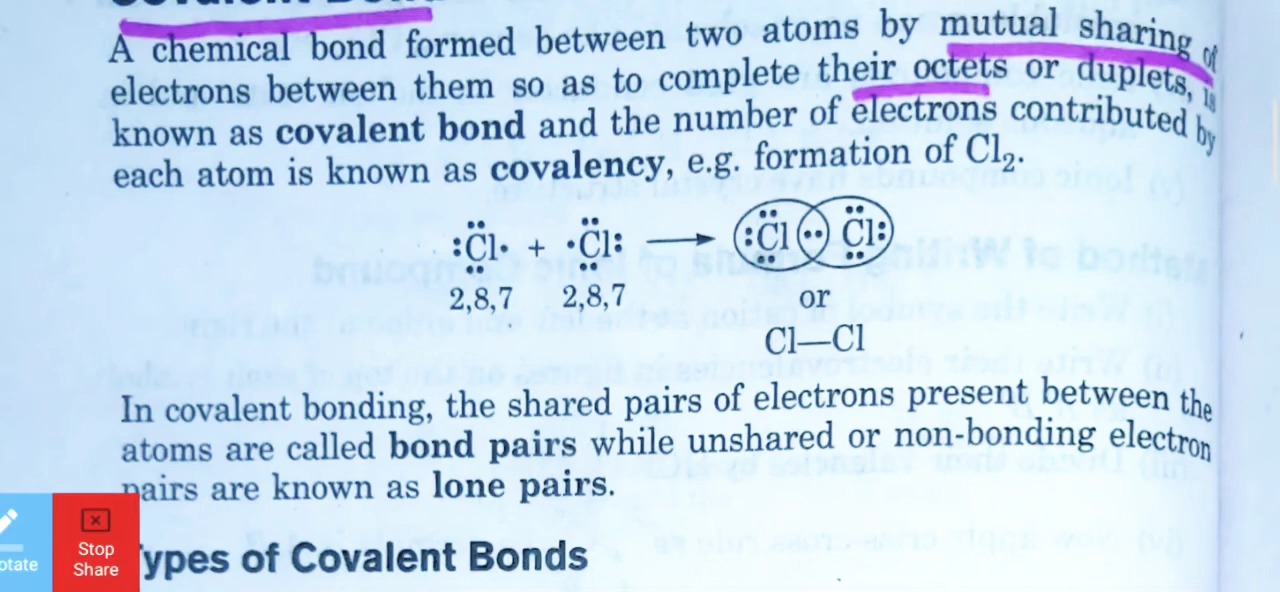 A chemical bond formed between two atoms by mutual sharing of
electrons between them so as to complete their octets or duplets, is
known as covalent bond and the number of electrons contributed by
each atom is known as covalency, e.g. formation of Cl₂.
:Cl· + ·Cl: → :Cl : Cl:
2,8,7 2,8,7 or
Cl—Cl
In covalent bonding, the shared pairs of electrons present between the
atoms are called bond pairs while unshared or non-bonding electron
pairs are known as lone pairs.
ypes of Covalent Bonds
otate
Stop
Share